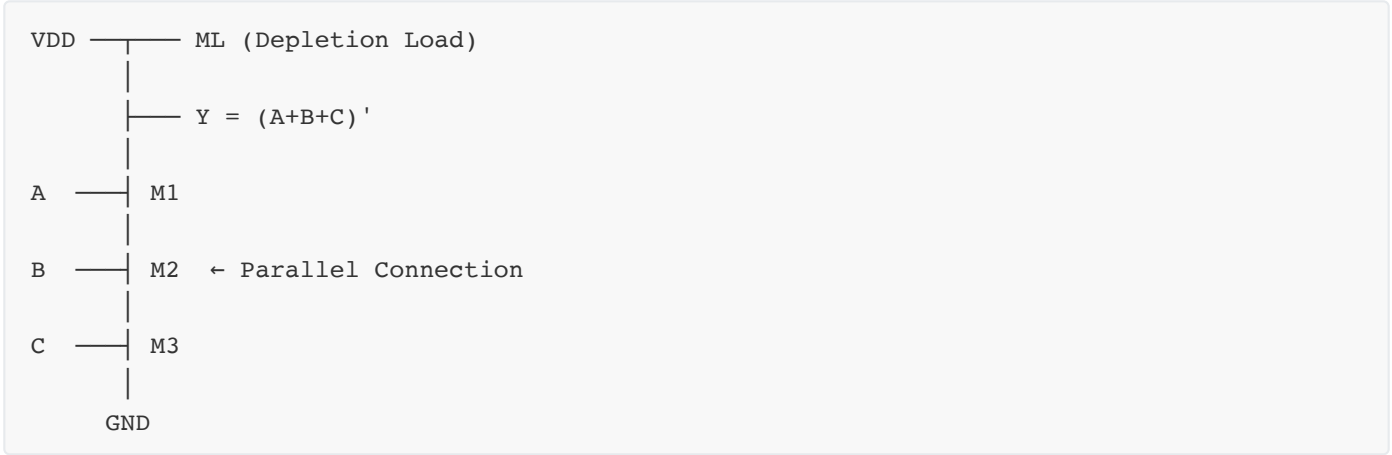 VDD ──┬─── ML (Depletion Load)
├── Y = (A+B+C)'
A ──┤ M1
B ──┤ M2 ← Parallel Connection
C ──┤ M3
GND